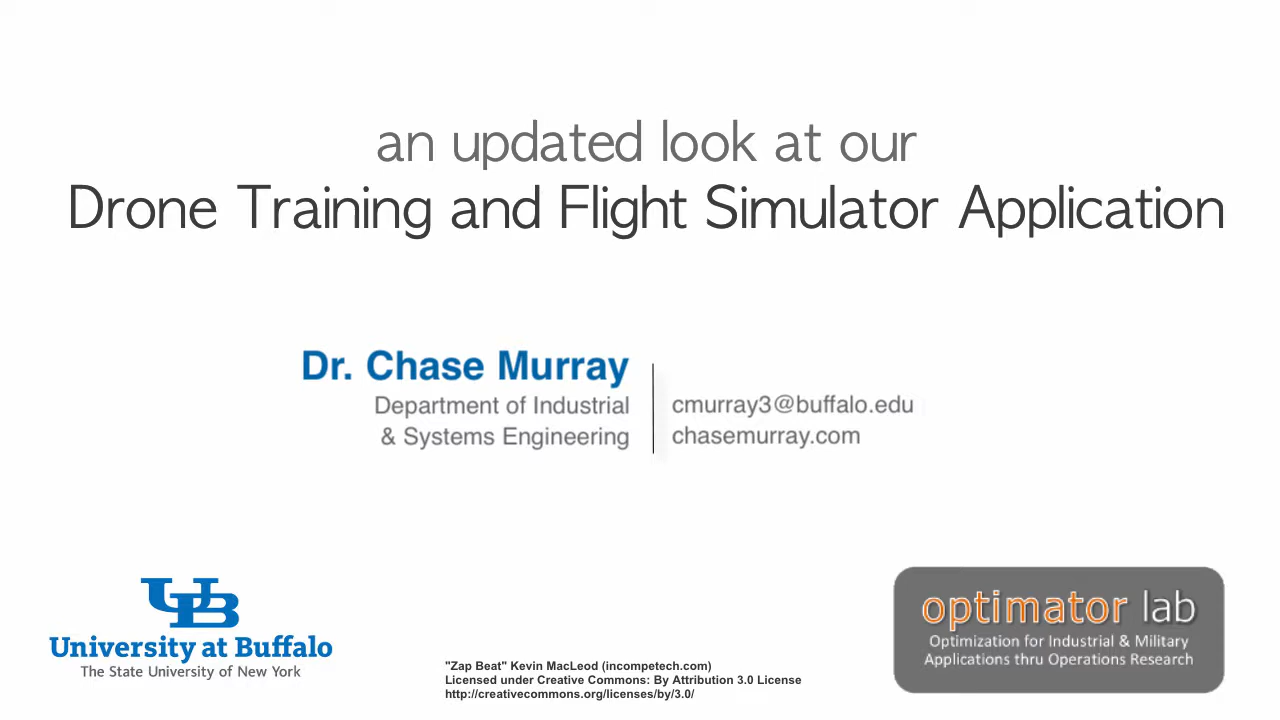 an updated look at our
Drone Training and Flight Simulator Application
Dr. Chase Murray
Department of Industrial
& Systems Engineering
cmurray3@buffalo.edu
chasemurray.com
UB
University at Buffalo
The State University of New York
"Zap Beat" Kevin MacLeod (incompetech.com)
Licensed under Creative Commons: By Attribution 3.0 License
http://creativecommons.org/licenses/by/3.0/
optimator lab
Optimization for Industrial & Military
Applications thru Operations Research